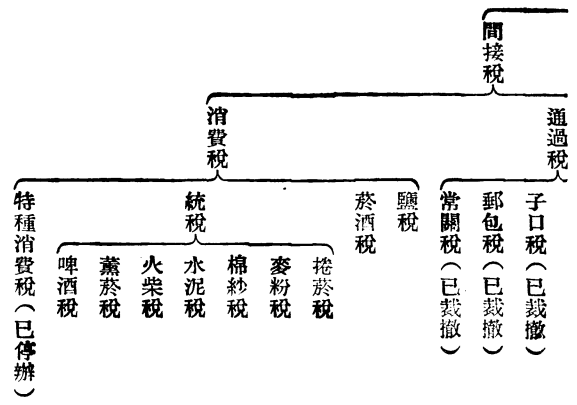 間接稅
通過稅
子口稅(已裁撤)
郵包稅(已裁撤)
常關稅(已裁撤)
消費稅
鹽稅
菸酒稅
統稅
捲菸稅
麥粉稅
棉紗稅
水泥稅
火柴稅
薰菸稅
啤酒稅
特種消費稅(已停辦)